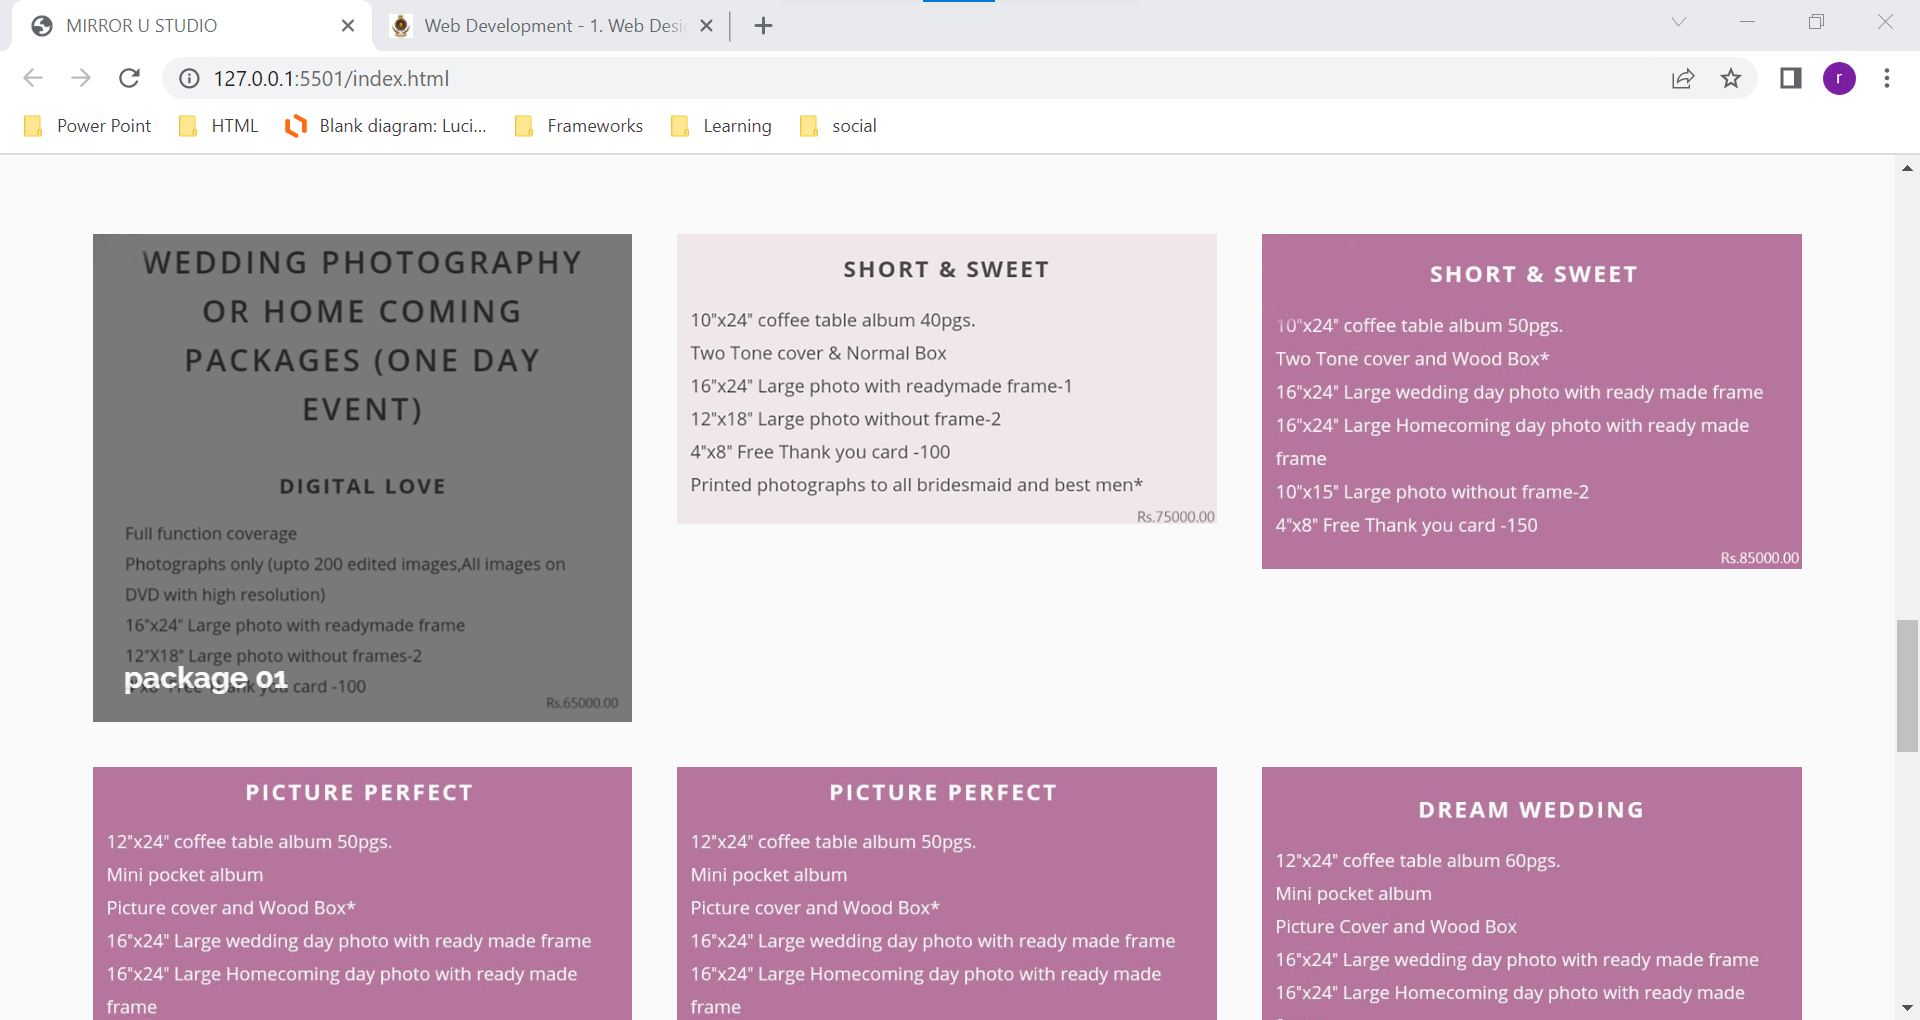 MIRROR U STUDIO
Web Development - 1. Web Desi
127.0.0.1:5501/index.html
r
Power Point
HTML
Blank diagram: Luci...
Frameworks
Learning
social
WEDDING PHOTOGRAPHY
OR HOME COMING
PACKAGES (ONE DAY
EVENT)
DIGITAL LOVE
Full function coverage
Photographs only (upto 200 edited images,All images on
DVD with high resolution)
16"x24" Large photo with readymade frame
12"X18" Large photo without frames-2
4"x8" Free Thank you card -100
package 01
Rs.65000.00
SHORT & SWEET
10"x24" coffee table album 40pgs.
Two Tone cover & Normal Box
16"x24" Large photo with readymade frame-1
12"x18" Large photo without frame-2
4"x8" Free Thank you card -100
Printed photographs to all bridesmaid and best men*
Rs.75000.00
SHORT & SWEET
10"x24" coffee table album 50pgs.
Two Tone cover and Wood Box*
16"x24" Large wedding day photo with ready made frame
16"x24" Large Homecoming day photo with ready made
frame
10"x15" Large photo without frame-2
4"x8" Free Thank you card -150
Rs.85000.00
PICTURE PERFECT
12"x24" coffee table album 50pgs.
Mini pocket album
Picture cover and Wood Box*
16"x24" Large wedding day photo with ready made frame
16"x24" Large Homecoming day photo with ready made
frame
PICTURE PERFECT
12"x24" coffee table album 50pgs.
Mini pocket album
Picture cover and Wood Box*
16"x24" Large wedding day photo with ready made frame
16"x24" Large Homecoming day photo with ready made
frame
DREAM WEDDING
12"x24" coffee table album 60pgs.
Mini pocket album
Picture Cover and Wood Box
16"x24" Large wedding day photo with ready made frame
16"x24" Large Homecoming day photo with ready made